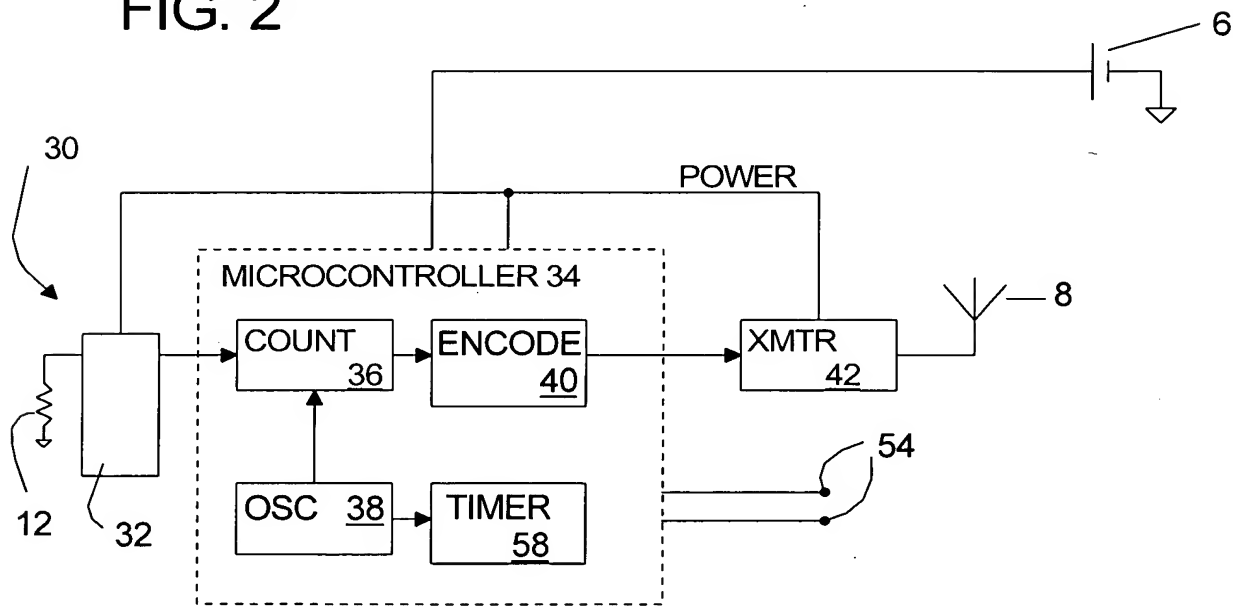 FIG. 2
6
30
POWER
MICROCONTROLLER 34
COUNT
36
ENCODE
40
XMTR
42
8
12
32
OSC 38
TIMER
58
54